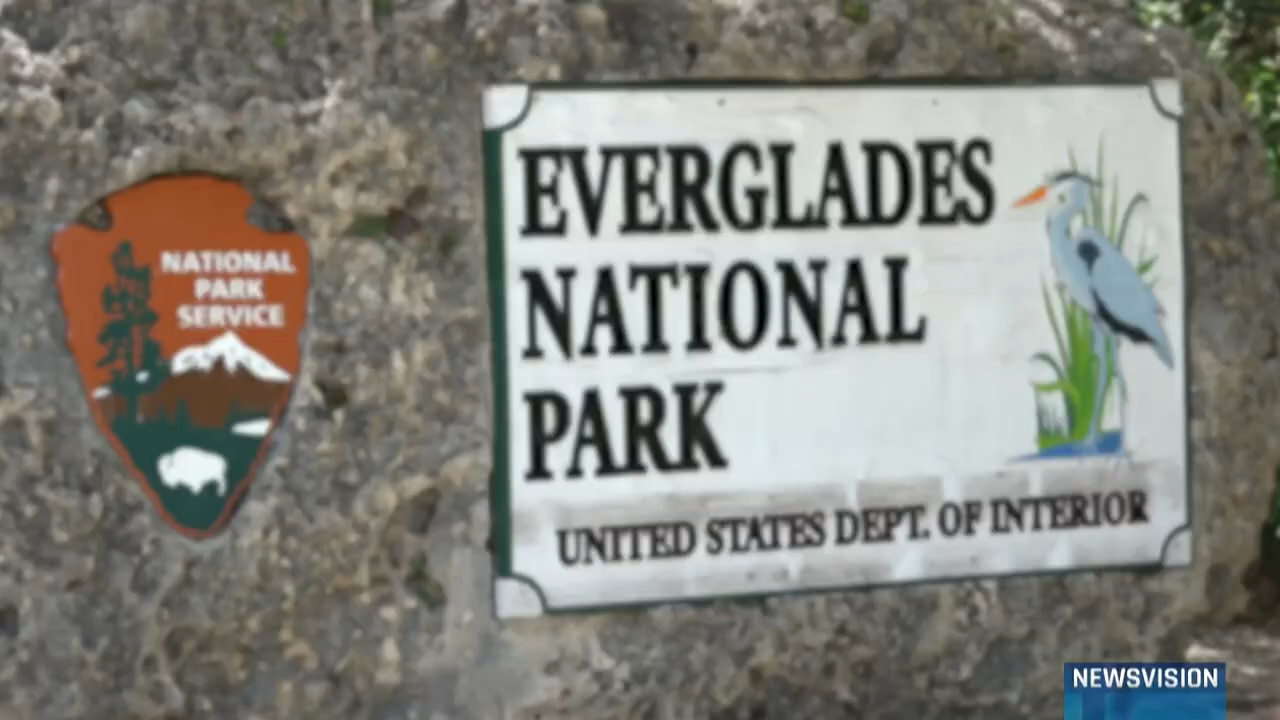 NATIONAL
PARK
SERVICE
EVERGLADES
NATIONAL
PARK
UNITED STATES DEPT. OF INTERIOR
NEWSVISION